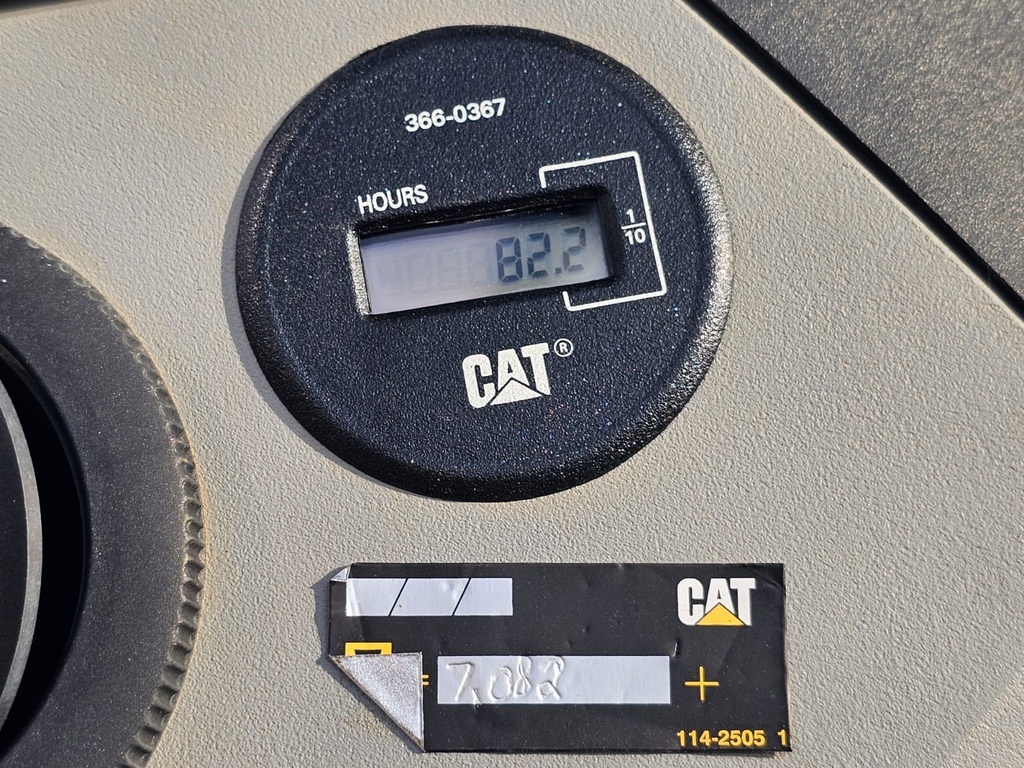 366-0367
HOURS
82.2
1/10
CAT®
CAT
= 7,082 +
114-2505 1